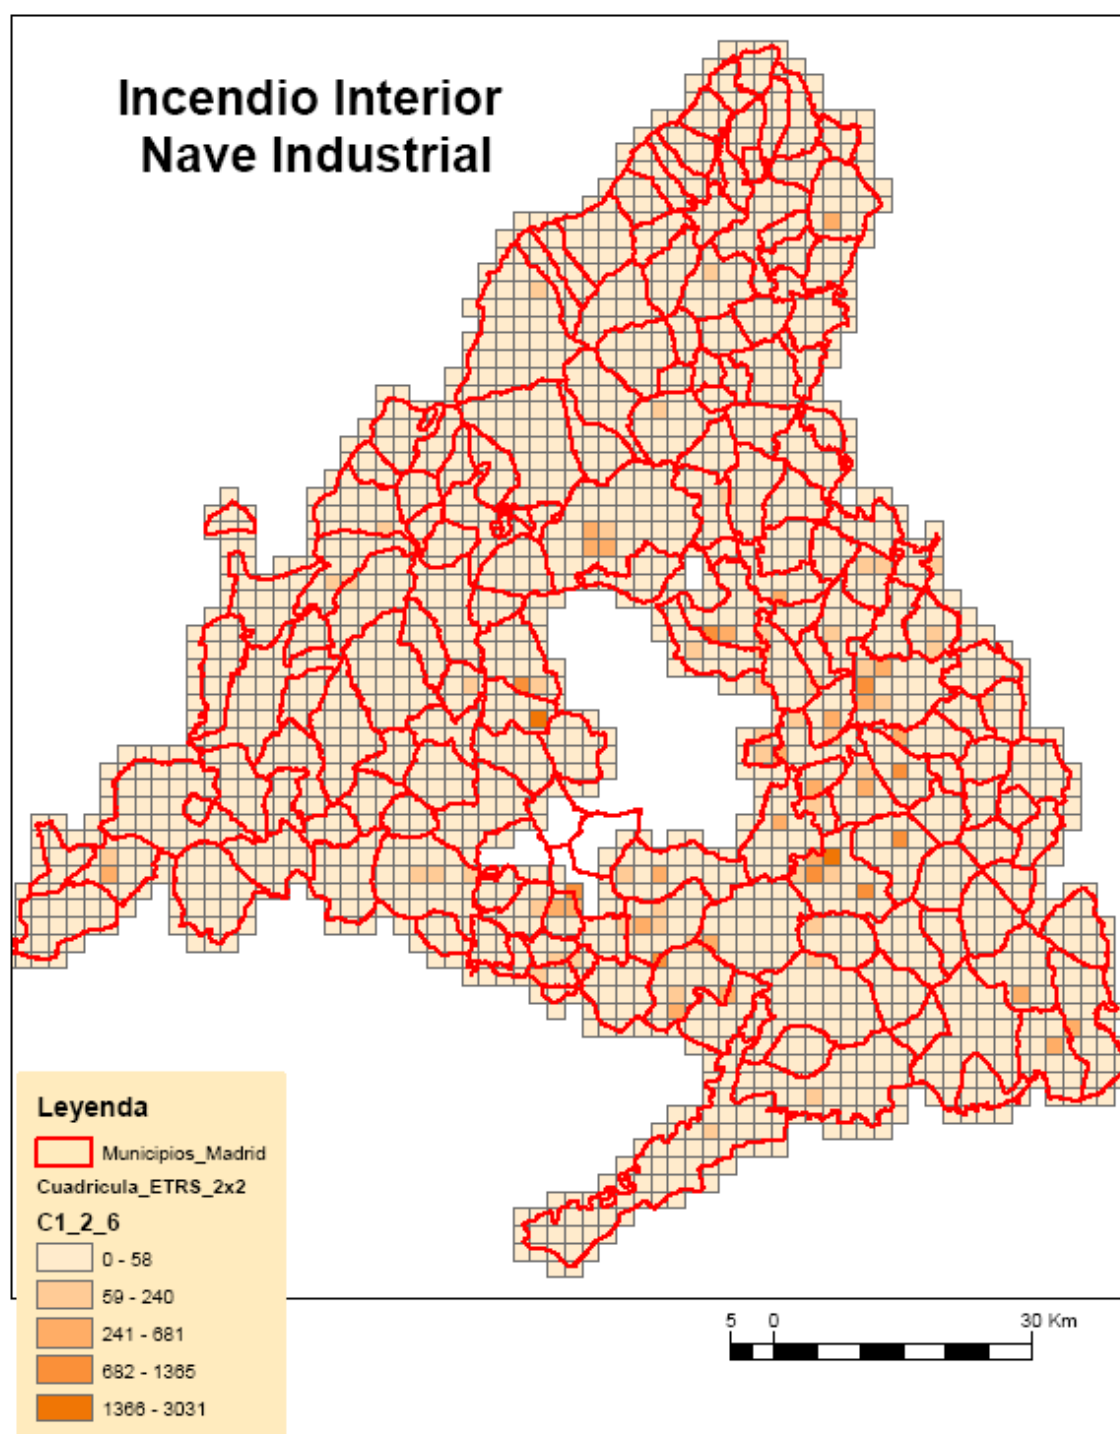 Incendio Interior
Nave Industrial
Leyenda
Municipios_Madrid
Cuadricula_ETRS_2x2
C1_2_6
0 - 58
59 - 240
241 - 681
682 - 1365
1366 - 3031
5 0 30 Km